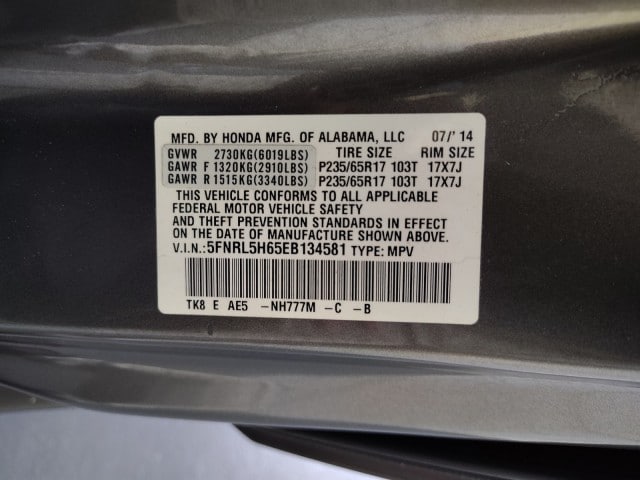 MFD. BY HONDA MFG. OF ALABAMA, LLC 07/'14
GVWR 2730KG(6019LBS) TIRE SIZE RIM SIZE
GAWR F 1320KG(2910LBS) P235/65R17 103T 17X7J
GAWR R 1515KG(3340LBS) P235/65R17 103T 17X7J
THIS VEHICLE CONFORMS TO ALL APPLICABLE
FEDERAL MOTOR VEHICLE SAFETY
AND THEFT PREVENTION STANDARDS IN EFFECT
ON THE DATE OF MANUFACTURE SHOWN ABOVE.
V.I.N.: 5FNRL5H65EB134581 TYPE: MPV
TK8 E AE5 -NH777M -C -B